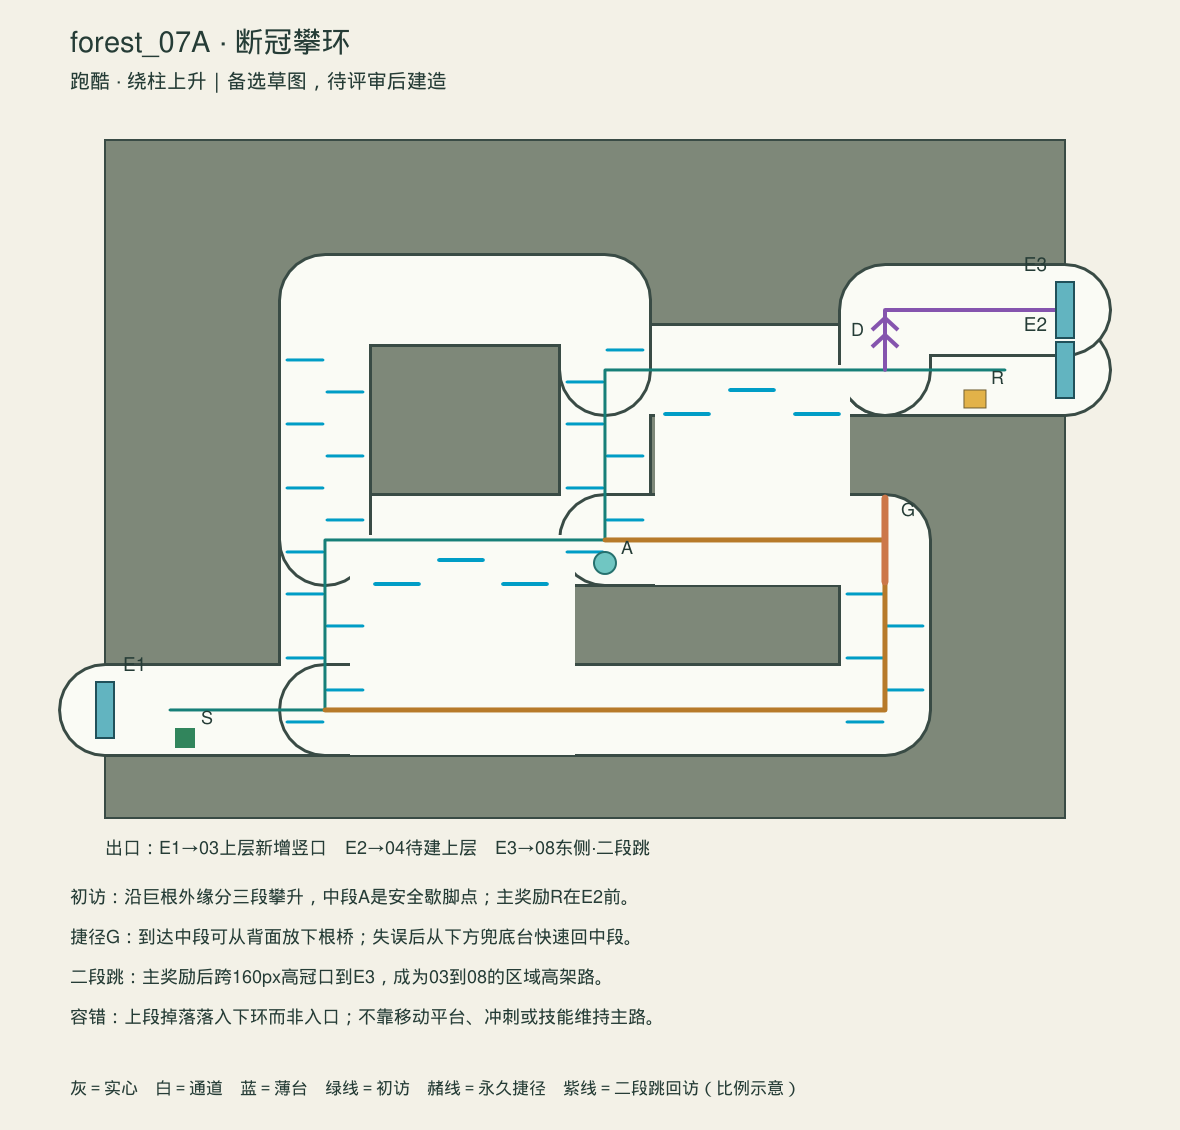 forest_07A · 断冠攀环
跑酷 · 绕柱上升｜备选草图，待评审后建造
E3
D
E2
R
G
A
E1
S
出口：E1→03上层新增竖口 E2→04待建上层 E3→08东侧·二段跳
初访：沿巨根外缘分三段攀升，中段A是安全歇脚点；主奖励R在E2前。
捷径G：到达中段可从背面放下根桥；失误后从下方兜底台快速回中段。
二段跳：主奖励后跨160px高冠口到E3，成为03到08的区域高架路。
容错：上段掉落落入下环而非入口；不靠移动平台、冲刺或技能维持主路。
灰＝实心 白＝通道 蓝＝薄台 绿线＝初访 赭线＝永久捷径 紫线＝二段跳回访（比例示意）